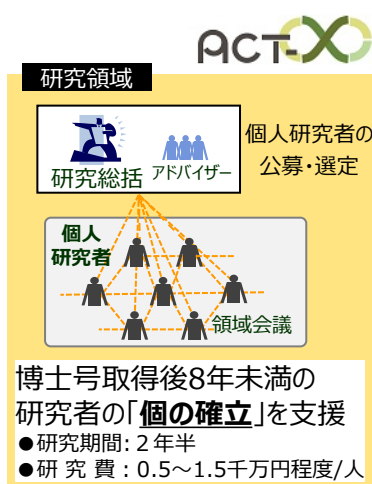 ACT-X
研究領域
研究総括
アドバイザー
個人研究者の
公募・選定
個人
研究者
領域会議
博士号取得後8年未満の
研究者の「個の確立」を支援
●研究期間:２年半
●研 究 費：0.5～1.5千万円程度/人